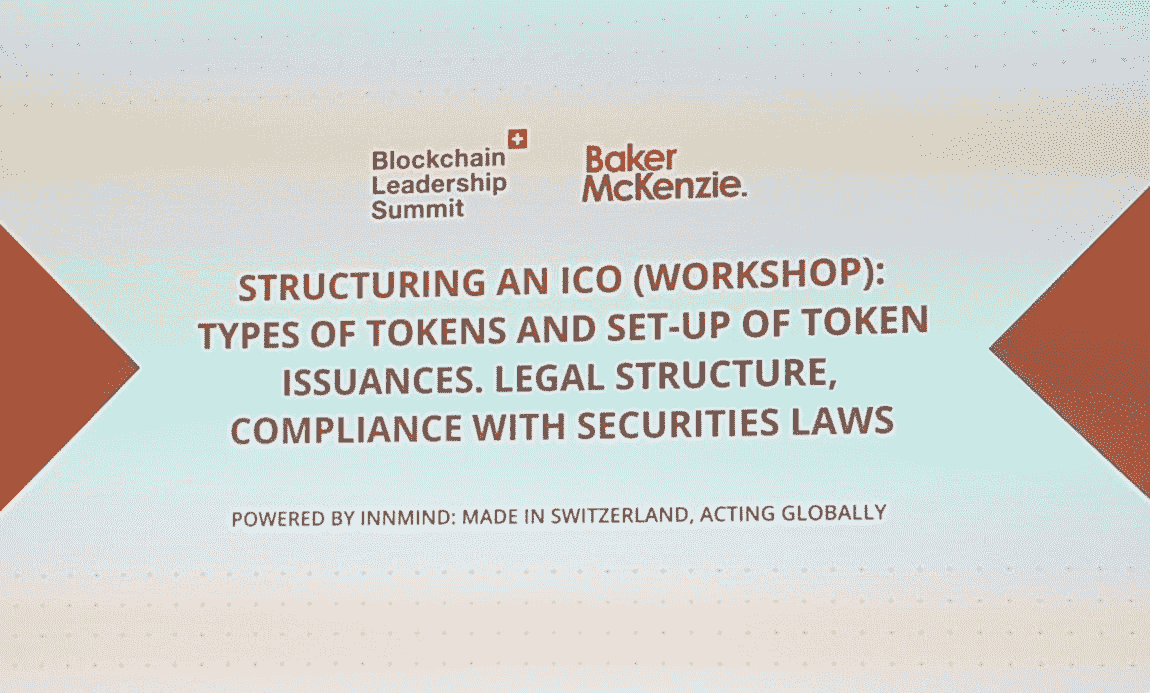 Blockchain
Leadership
Summit
Baker
McKenzie.
STRUCTURING AN ICO (WORKSHOP):
TYPES OF TOKENS AND SET-UP OF TOKEN
ISSUANCES. LEGAL STRUCTURE,
COMPLIANCE WITH SECURITIES LAWS
POWERED BY INNMIND: MADE IN SWITZERLAND, ACTING GLOBALLY